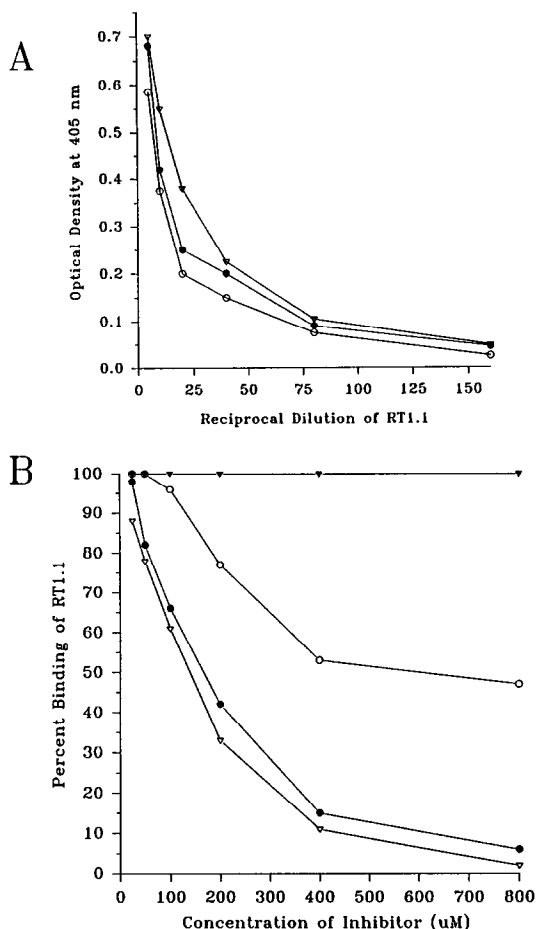 A
Optical Density at 405 nm
0.7
0.6
0.5
0.4
0.3
0.2
0.1
0.0
0 25 50 75 100 125 150
Reciprocal Dilution of RT1.1
B
Percent Binding of RT1.1
100
90
80
70
60
50
40
30
20
10
0
0 100 200 300 400 500 600 700 800
Concentration of Inhibitor (uM)